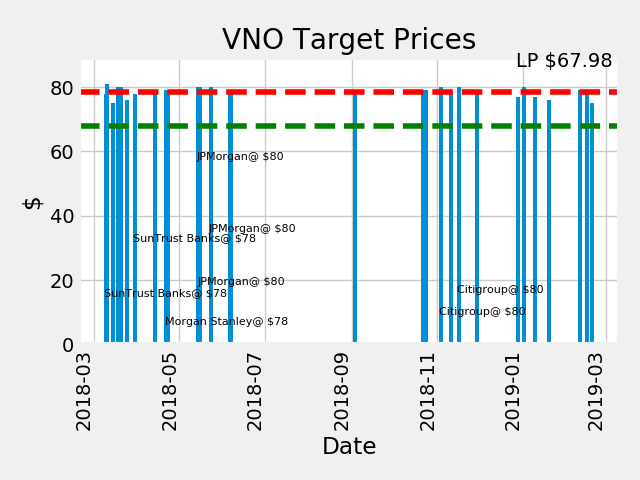 VNO Target Prices
LP $67.98
80
60
40
20
0
$
JPMorgan@ $80
JPMorgan@ $80
SunTrust Banks@ $78
JPMorgan@ $80
SunTrust Banks@ $78
Morgan Stanley@ $78
Citigroup@ $80
Citigroup@ $80
2018-03
2018-05
2018-07
2018-09
2018-11
2019-01
2019-03
Date